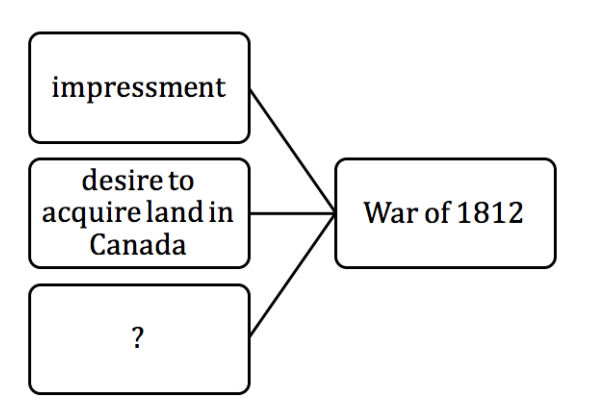 impressment
desire to
acquire land in
Canada
?
War of 1812